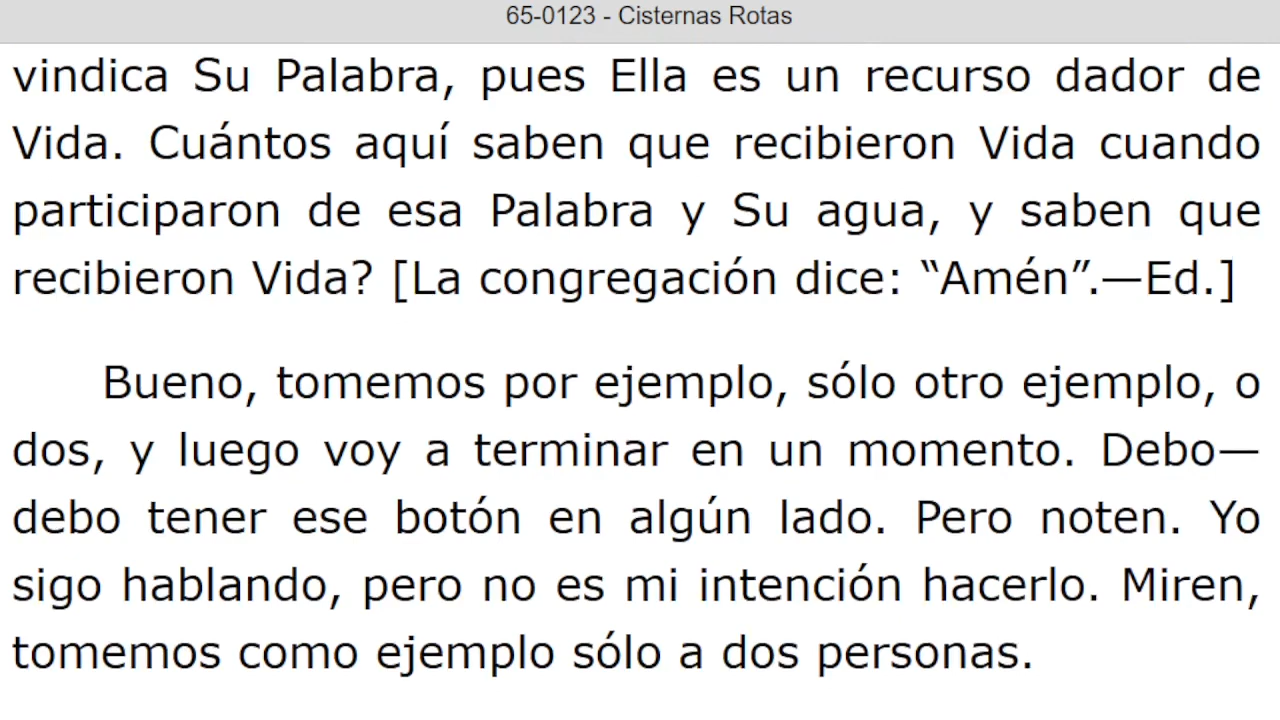 65-0123 - Cisternas Rotas
vindica Su Palabra, pues Ella es un recurso dador de
Vida. Cuántos aquí saben que recibieron Vida cuando
participaron de esa Palabra y Su agua, y saben que
recibieron Vida? [La congregación dice: “Amén”.—Ed.]
Bueno, tomemos por ejemplo, sólo otro ejemplo, o
dos, y luego voy a terminar en un momento. Debo—
debo tener ese botón en algún lado. Pero noten. Yo
sigo hablando, pero no es mi intención hacerlo. Miren,
tomemos como ejemplo sólo a dos personas.